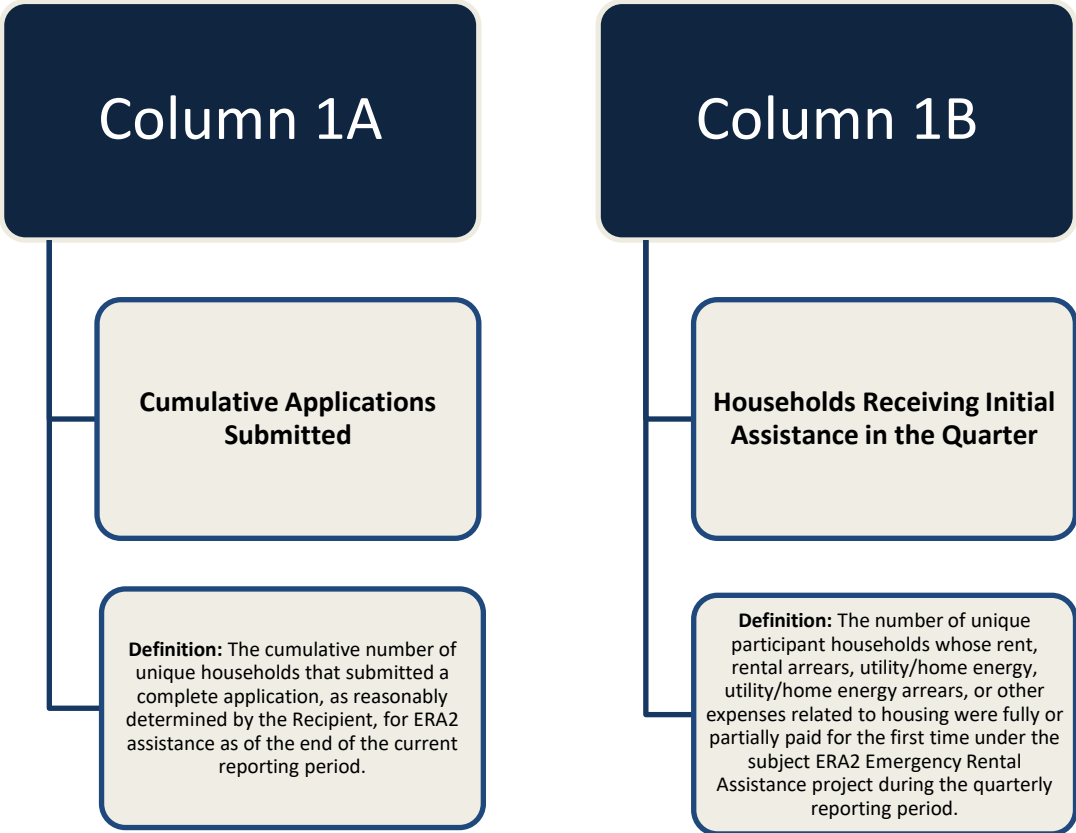 Column 1A
Cumulative Applications
Submitted
Definition: The cumulative number of
unique households that submitted a
complete application, as reasonably
determined by the Recipient, for ERA2
assistance as of the end of the current
reporting period.
Column 1B
Households Receiving Initial
Assistance in the Quarter
Definition: The number of unique
participant households whose rent,
rental arrears, utility/home energy,
utility/home energy arrears, or other
expenses related to housing were fully or
partially paid for the first time under the
subject ERA2 Emergency Rental
Assistance project during the quarterly
reporting period.